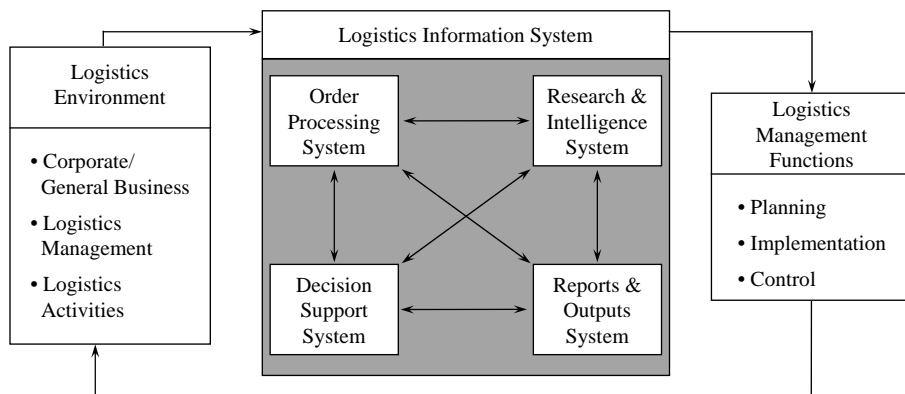 Logistics
Environment
• Corporate/
General Business
• Logistics
Management
• Logistics
Activities
Logistics Information System
Order
Processing
System
Research &
Intelligence
System
Decision
Support
System
Reports &
Outputs
System
Logistics
Management
Functions
• Planning
• Implementation
• Control